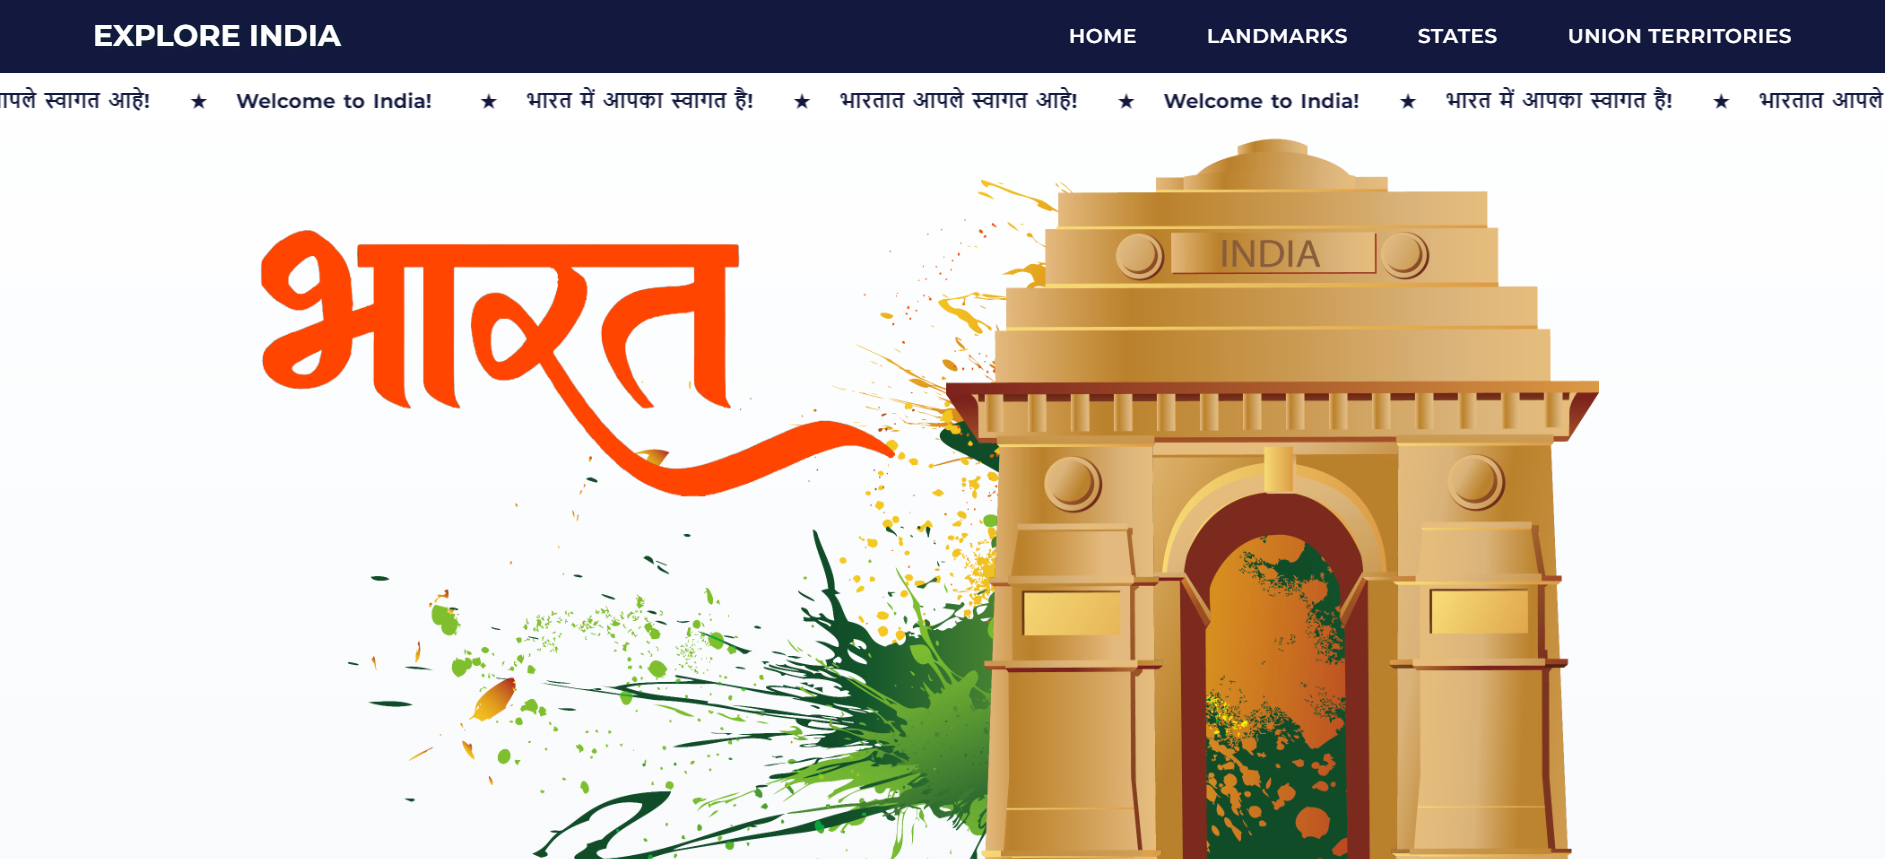 EXPLORE INDIA HOME LANDMARKS STATES UNION TERRITORIES
आपले स्वागत आहे! ★ Welcome to India! ★ भारत में आपका स्वागत है! ★ भारतात आपले स्वागत आहे! ★ Welcome to India! ★ भारत में आपका स्वागत है! ★ भारतात आपले
भारत
INDIA